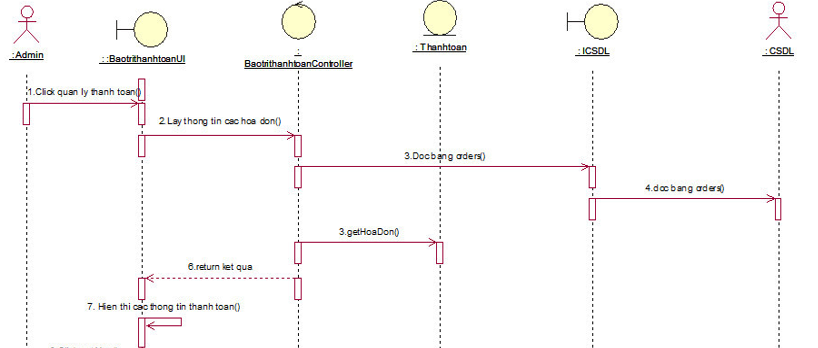 :Admin
: :BaotrithanhtoanUI
:
BaotrithanhtoanController
: Thanhtoan
: ICSDL
: CSDL
1.Click quan ly thanh toan()
2.Lay thong tin cac hoa don()
3.Doc bang orders()
4.doc bang orders()
3.getHoaDon()
6.return ket qua
7. Hien thi cac thong tin thanh toan()